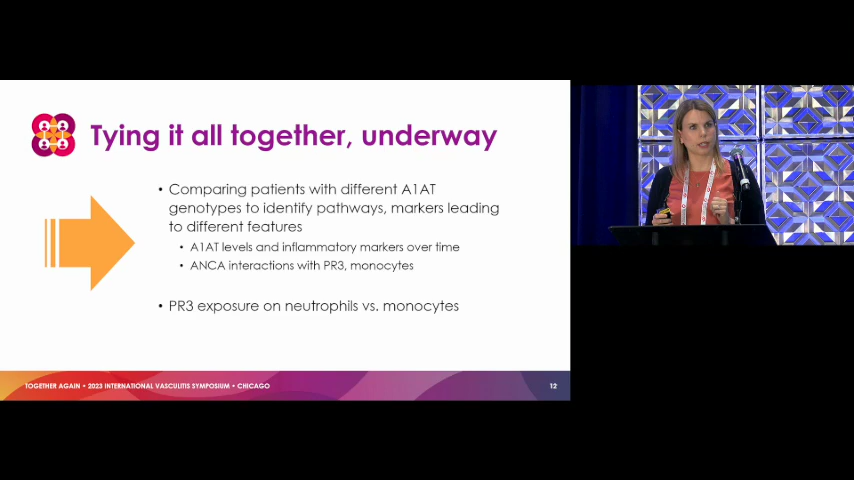 Tying it all together, underway
• Comparing patients with different A1AT
genotypes to identify pathways, markers leading
to different features
• A1AT levels and inflammatory markers over time
• ANCA interactions with PR3, monocytes
• PR3 exposure on neutrophils vs. monocytes
TOGETHER AGAIN • 2023 INTERNATIONAL VASCULITIS SYMPOSIUM • CHICAGO
12